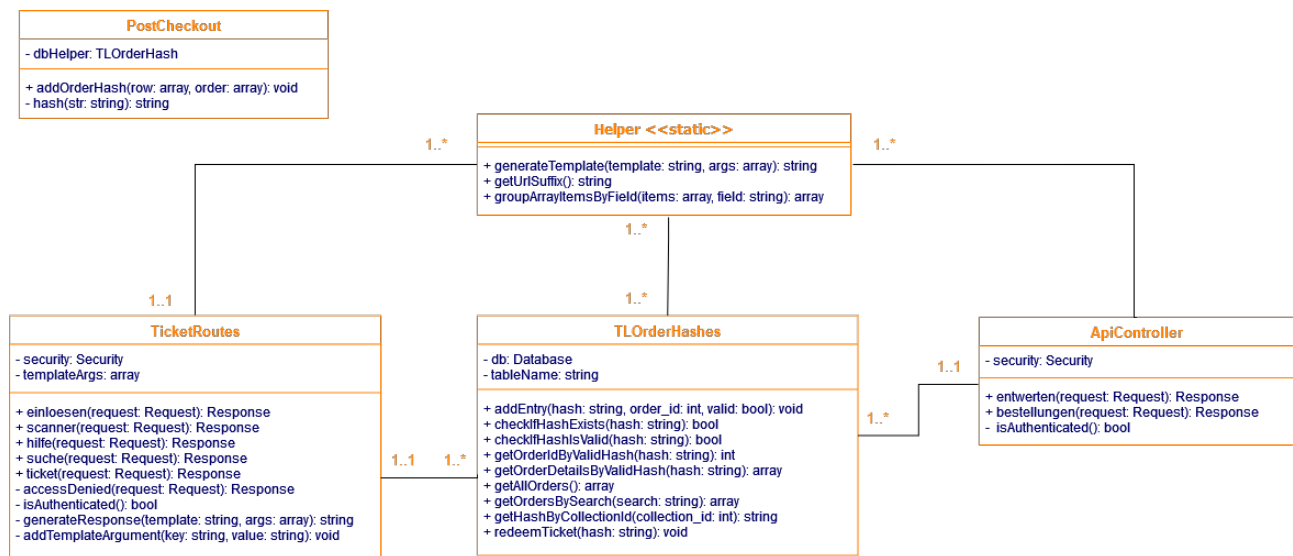 PostCheckout
- dbHelper: TLOrderHash
+ addOrderHash(row: array, order: array): void
- hash(str: string): string
Helper <<static>>
+ generateTemplate(template: string, args: array): string
+ getUrlSuffix(): string
+ groupArrayItemsByField(items: array, field: string): array
1..*
1..*
1..*
1..1
1..*
TicketRoutes
- security: Security
- templateArgs: array
+ einloesen(request: Request): Response
+ scanner(request: Request): Response
+ hilfe(request: Request): Response
+ suche(request: Request): Response
+ ticket(request: Request): Response
- accessDenied(request: Request): Response
- isAuthenticated(): bool
- generateResponse(template: string, args: array): string
- addTemplateArgument(key: string, value: string): void
1..1
1..*
TLOrderHashes
- db: Database
- tableName: string
+ addEntry(hash: string, order_id: int, valid: bool): void
+ checkIfHashExists(hash: string): bool
+ checkIfHashIsValid(hash: string): bool
+ getOrderIdByValidHash(hash: string): int
+ getOrderDetailsByValidHash(hash: string): array
+ getAllOrders(): array
+ getOrdersBySearch(search: string): array
+ getHashByCollectionId(collection_id: int): string
+ redeemTicket(hash: string): void
1..1
1..*
ApiController
- security: Security
+ entwerten(request: Request): Response
+ bestellungen(request: Request): Response
- isAuthenticated(): bool